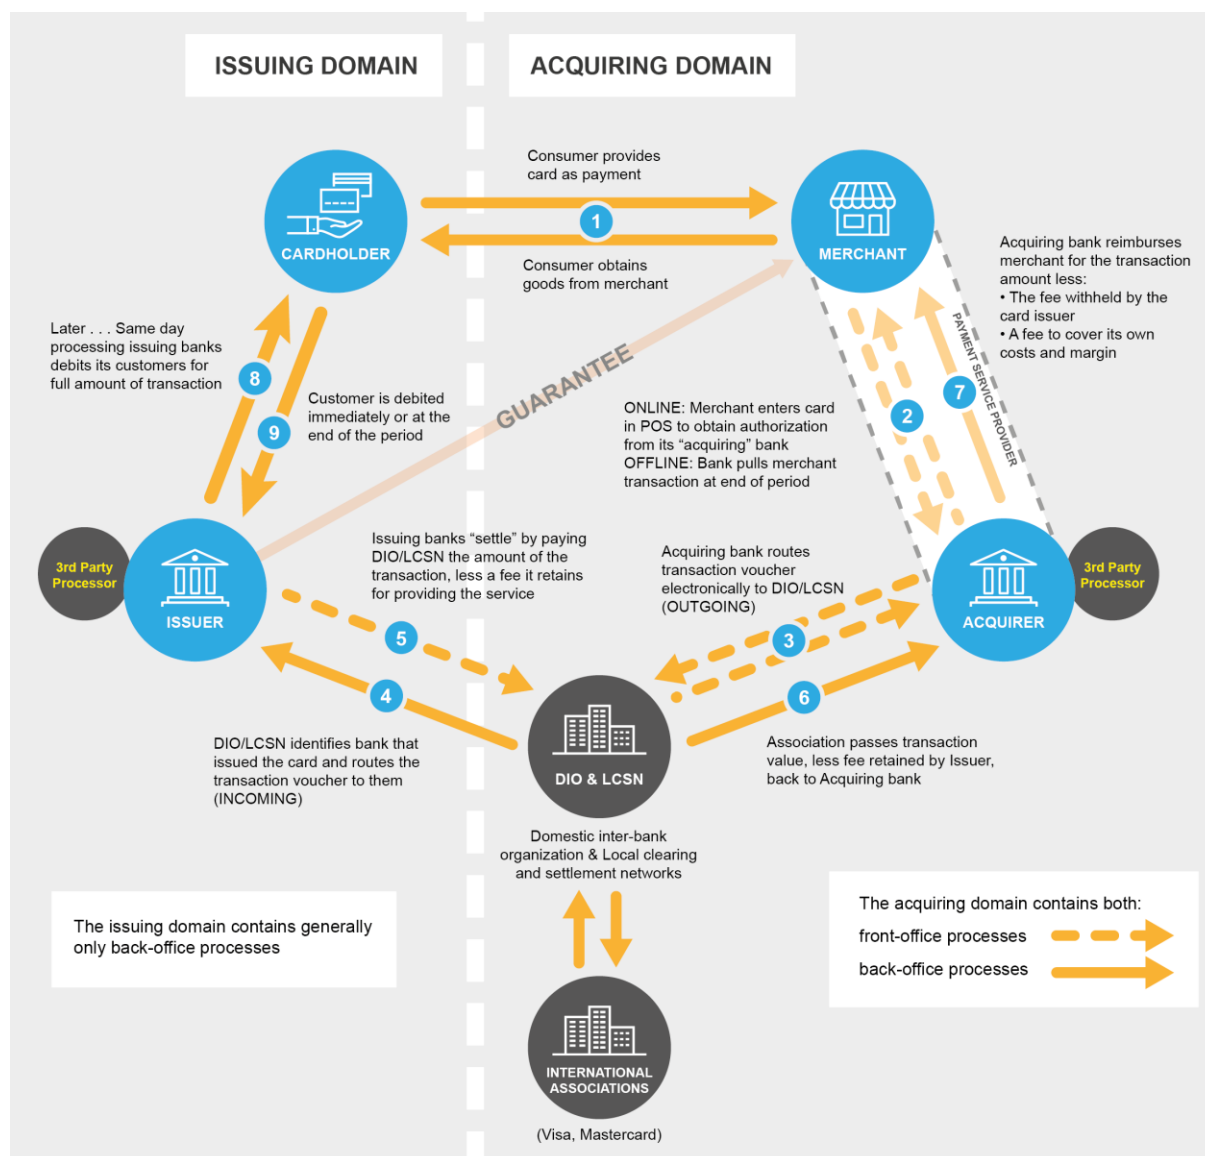 ISSUING DOMAIN
ACQUIRING DOMAIN
Consumer provides
card as payment
1
Consumer obtains
goods from merchant
CARDHOLDER
MERCHANT
Acquiring bank reimburses
merchant for the transaction
amount less:
• The fee withheld by the
card issuer
• A fee to cover its own
costs and margin
Later . . . Same day
processing issuing banks
debits its customers for
full amount of transaction
8
9
Customer is debited
immediately or at the
end of the period
GUARANTEE
ONLINE: Merchant enters card
in POS to obtain authorization
from its “acquiring” bank
OFFLINE: Bank pulls merchant
transaction at end of period
2
7
PAYMENT SERVICE PROVIDER
3rd Party
Processor
ISSUER
Issuing banks “settle” by paying
DIO/LCSN the amount of the
transaction, less a fee it retains
for providing the service
Acquiring bank routes
transaction voucher
electronically to DIO/LCSN
(OUTGOING)
ACQUIRER
3rd Party
Processor
5
3
4
6
DIO/LCSN identifies bank that
issued the card and routes the
transaction voucher to them
(INCOMING)
DIO & LCSN
Association passes transaction
value, less fee retained by Issuer,
back to Acquiring bank
Domestic inter-bank
organization & Local clearing
and settlement networks
The issuing domain contains generally
only back-office processes
The acquiring domain contains both:
front-office processes
back-office processes
INTERNATIONAL
ASSOCIATIONS
(Visa, Mastercard)